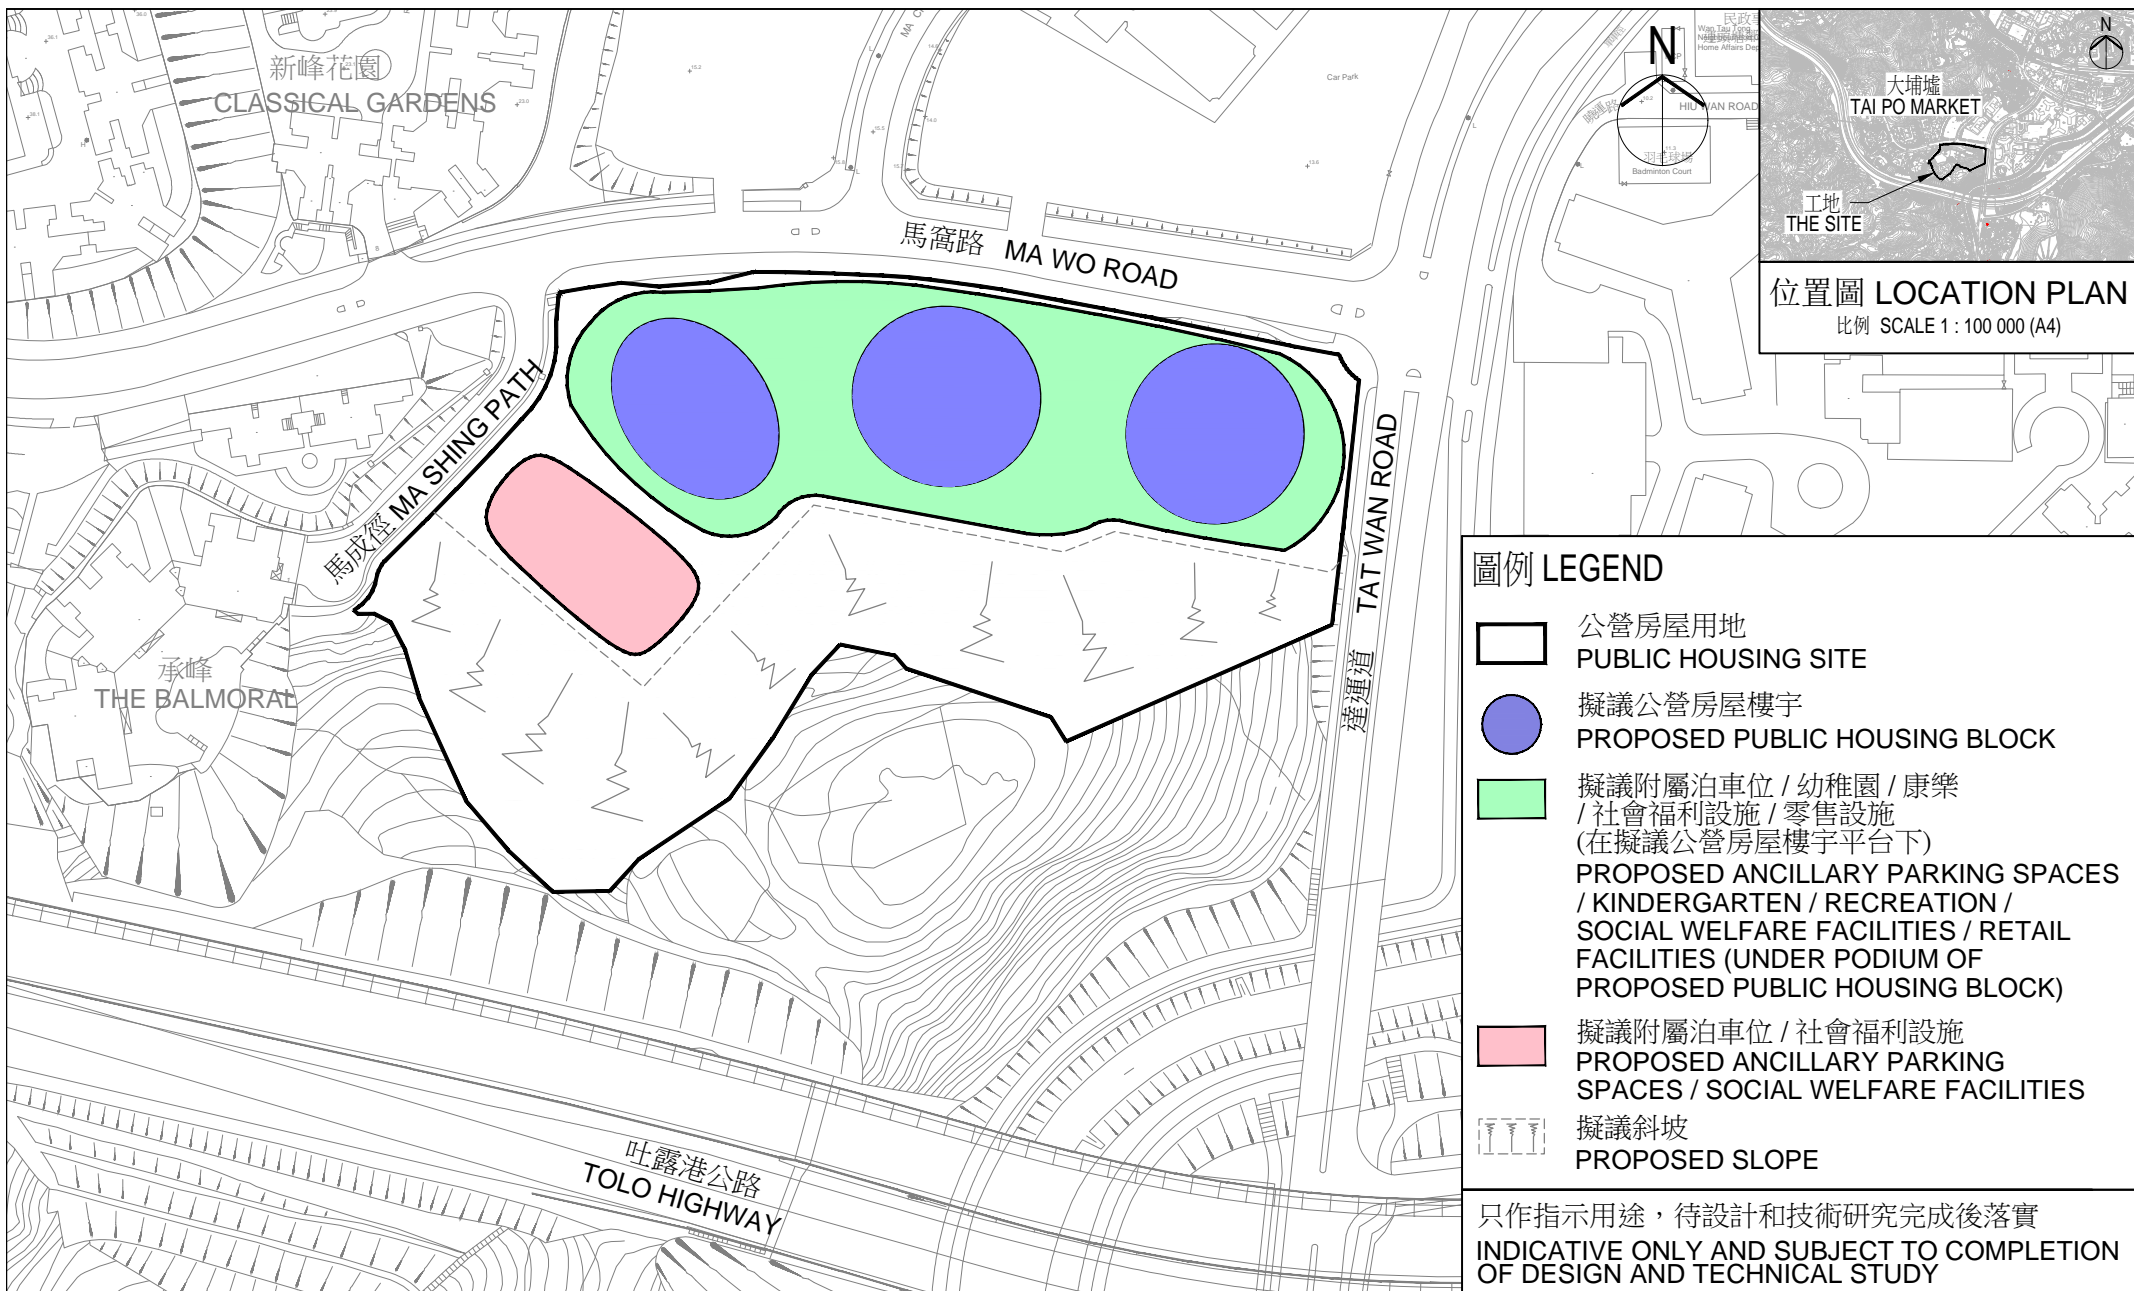 新峰花園
CLASSICAL GARDENS
Car Park
HIU WAN ROAD
羽毛球場
Badminton Court
N
馬窩路 MA WO ROAD
馬成徑 MA SHING PATH
達運道 TAT WAN ROAD
承峰
THE BALMORAL
吐露港公路
TOLO HIGHWAY
N
大埔墟
TAI PO MARKET
工地
THE SITE
位置圖 LOCATION PLAN
比例 SCALE 1 : 100 000 (A4)
圖例 LEGEND
公營房屋用地
PUBLIC HOUSING SITE
擬議公營房屋樓宇
PROPOSED PUBLIC HOUSING BLOCK
擬議附屬泊車位 / 幼稚園 / 康樂
/ 社會福利設施 / 零售設施
(在擬議公營房屋樓宇平台下)
PROPOSED ANCILLARY PARKING SPACES
/ KINDERGARTEN / RECREATION /
SOCIAL WELFARE FACILITIES / RETAIL
FACILITIES (UNDER PODIUM OF
PROPOSED PUBLIC HOUSING BLOCK)
擬議附屬泊車位 / 社會福利設施
PROPOSED ANCILLARY PARKING
SPACES / SOCIAL WELFARE FACILITIES
擬議斜坡
PROPOSED SLOPE
只作指示用途，待設計和技術研究完成後落實
INDICATIVE ONLY AND SUBJECT TO COMPLETION
OF DESIGN AND TECHNICAL STUDY